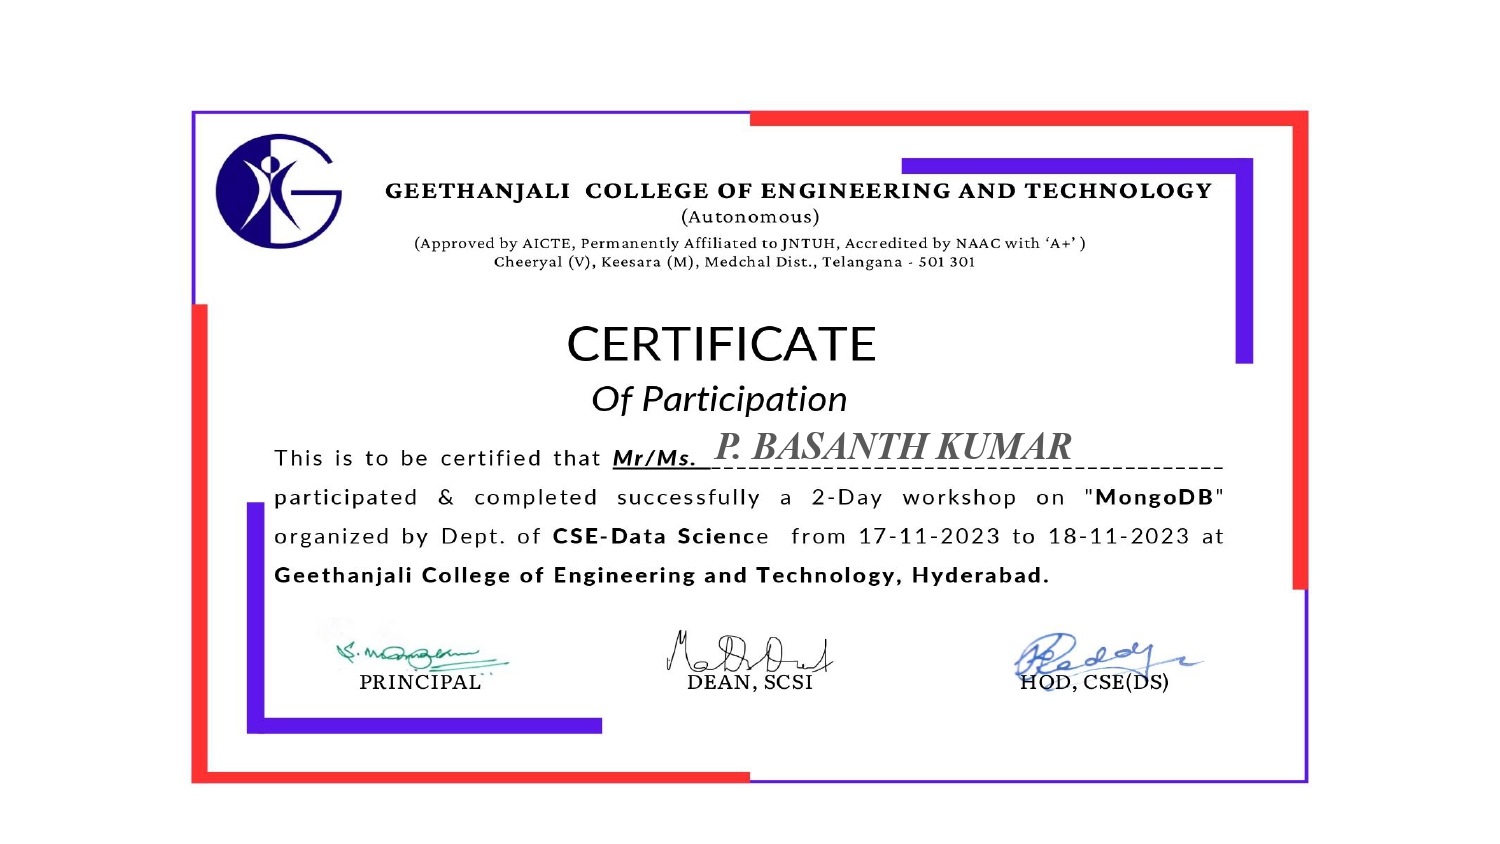 GEETHANJALI COLLEGE OF ENGINEERING AND TECHNOLOGY
(Autonomous)
(Approved by AICTE, Permanently Affiliated to JNTUH, Accredited by NAAC with ‘A+’ )
Cheeryal (V), Keesara (M), Medchal Dist., Telangana - 501 301
CERTIFICATE
Of Participation
This is to be certified that Mr/Ms. P. BASANTH KUMAR
participated & completed successfully a 2-Day workshop on "MongoDB"
organized by Dept. of CSE-Data Science from 17-11-2023 to 18-11-2023 at
Geethanjali College of Engineering and Technology, Hyderabad.
PRINCIPAL
DEAN, SCSI
HOD, CSE(DS)